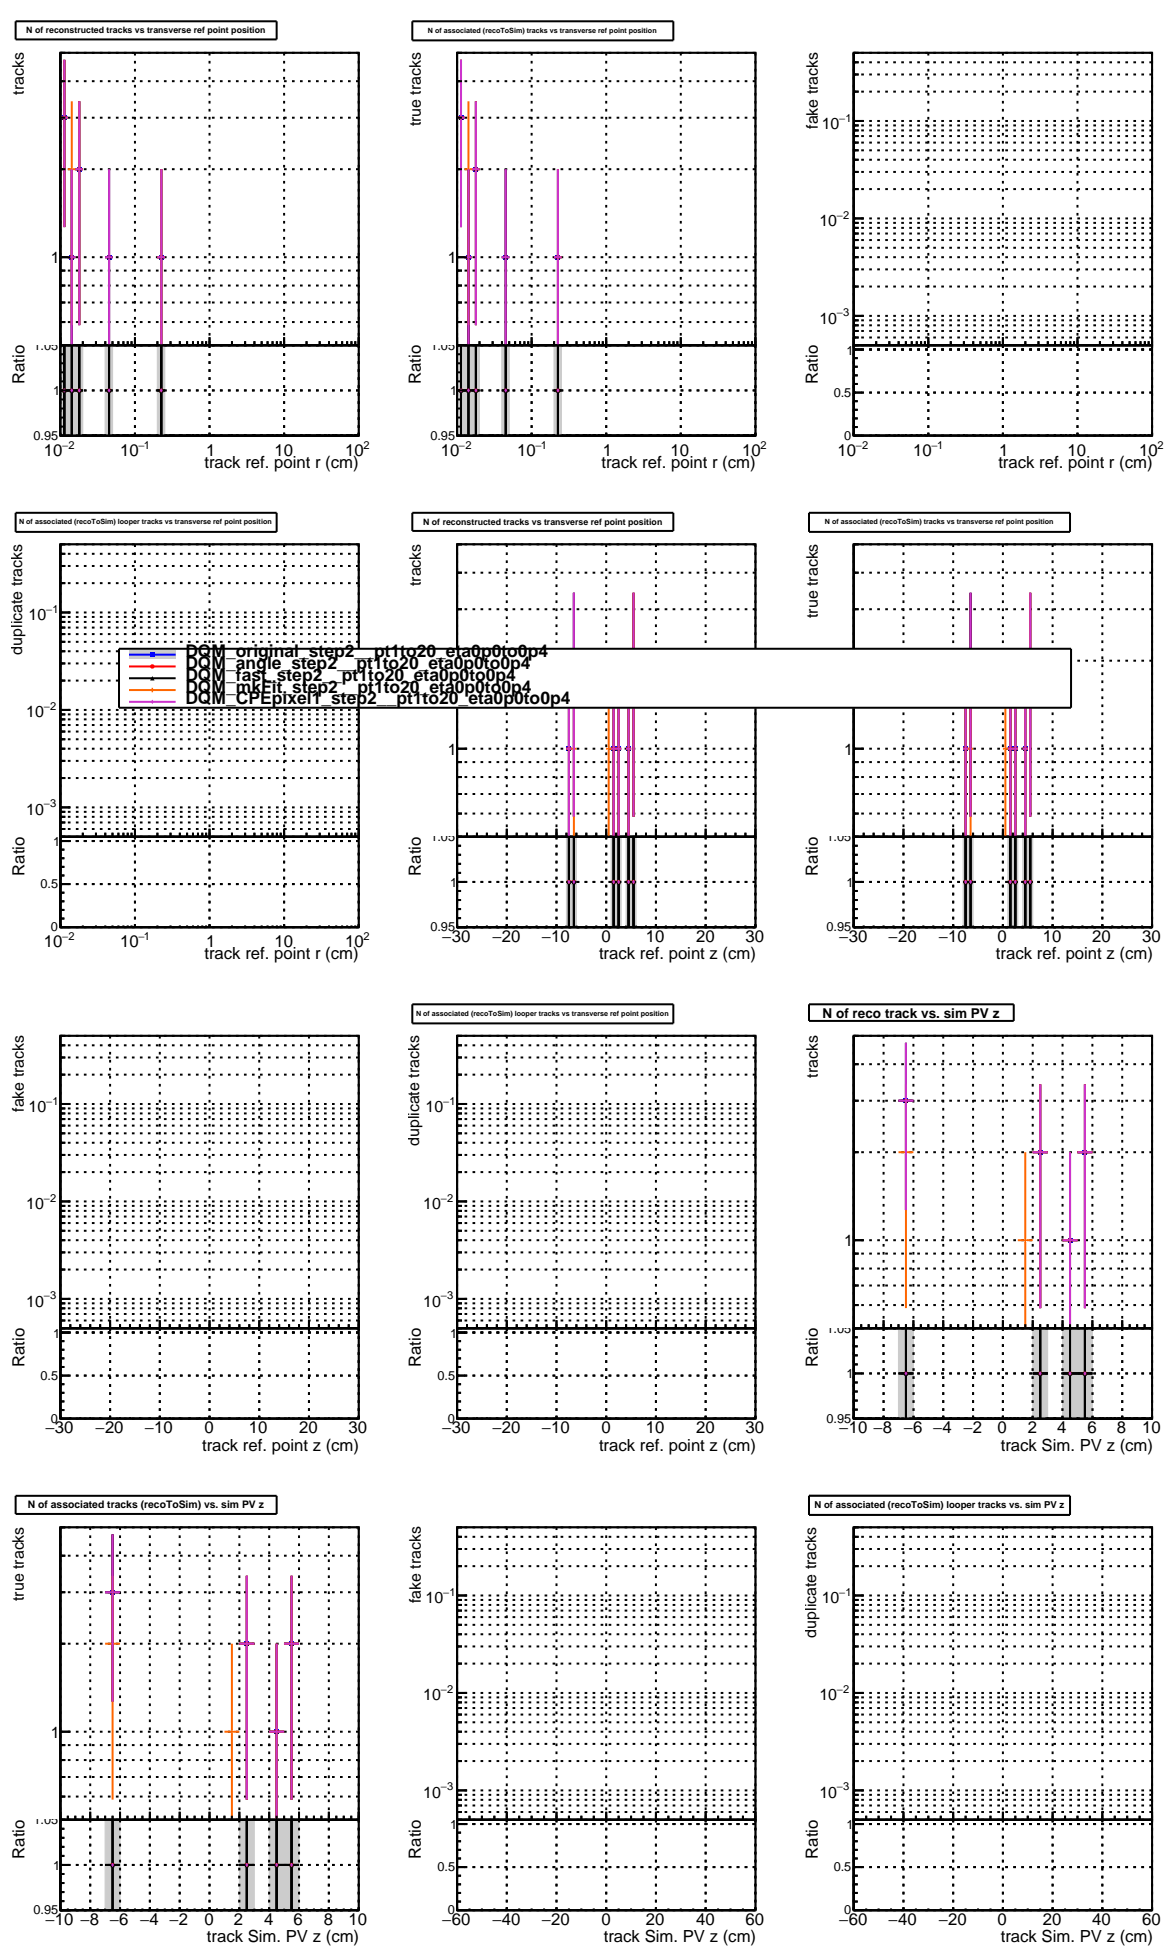 N of reconstructed tracks vs transverse ref point position
tracks
1
1.05
Ratio
1
0.95
10−2 10−1 1 10 102
track ref. point r (cm)
N of associated (recoToSim) tracks vs transverse ref point position
true tracks
1
1.05
Ratio
1
0.95
10−2 10−1 1 10 102
track ref. point r (cm)
fake tracks
10−1
10−2
10−3
Ratio
1
0.5
0
10−2 10−1 1 10 102
track ref. point r (cm)
N of associated (recoToSim) looper tracks vs transverse ref point position
duplicate tracks
10−1
10−2
10−3
Ratio
1
0.5
0
10−2 10−1 1 10 102
track ref. point r (cm)
N of reconstructed tracks vs transverse ref point position
tracks
1
1.05
Ratio
1
0.95
−30 −20 −10 0 10 20 30
track ref. point z (cm)
N of associated (recoToSim) tracks vs transverse ref point position
true tracks
1
1.05
Ratio
1
0.95
−30 −20 −10 0 10 20 30
track ref. point z (cm)
DQM_original_step2__pt1to20_eta0p0to0p4
DQM_angle_step2__pt1to20_eta0p0to0p4
DQM_fast_step2__pt1to20_eta0p0to0p4
DQM_mkFit_step2__pt1to20_eta0p0to0p4
DQM_CPEpixel1_step2__pt1to20_eta0p0to0p4
fake tracks
10−1
10−2
10−3
Ratio
1
0.5
0
−30 −20 −10 0 10 20 30
track ref. point z (cm)
N of associated (recoToSim) looper tracks vs transverse ref point position
duplicate tracks
10−1
10−2
10−3
Ratio
1
0.5
0
−30 −20 −10 0 10 20 30
track ref. point z (cm)
N of reco track vs. sim PV z
tracks
1
1.05
Ratio
1
0.95
−10 −8 −6 −4 −2 0 2 4 6 8 10
track Sim. PV z (cm)
N of associated tracks (recoToSim) vs. sim PV z
true tracks
1
1.05
Ratio
1
0.95
−10 −8 −6 −4 −2 0 2 4 6 8 10
track Sim. PV z (cm)
fake tracks
10−1
10−2
10−3
Ratio
1
0.5
0
−60 −40 −20 0 20 40 60
track Sim. PV z (cm)
N of associated (recoToSim) looper tracks vs. sim PV z
duplicate tracks
10−1
10−2
10−3
Ratio
1
0.5
0
−60 −40 −20 0 20 40 60
track Sim. PV z (cm)